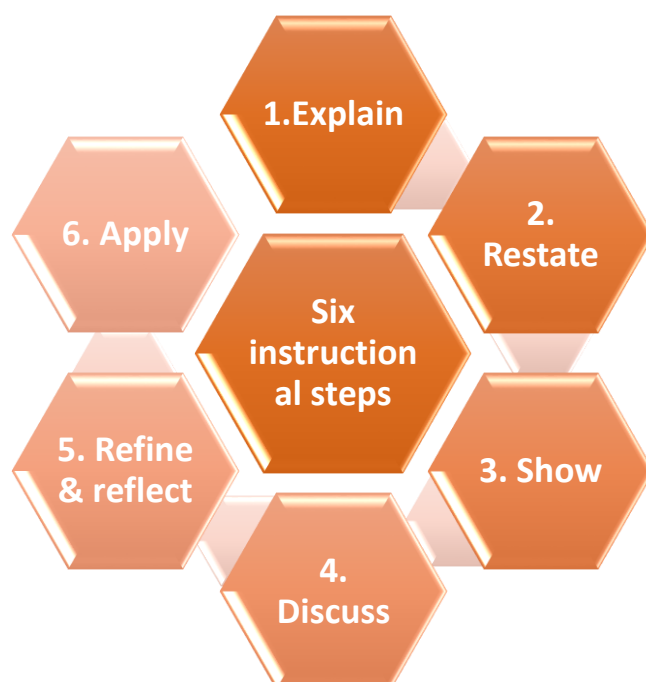 1.Explain
2.
Restate
3. Show
4.
Discuss
5. Refine
& reflect
6. Apply
Six
instruction
al steps